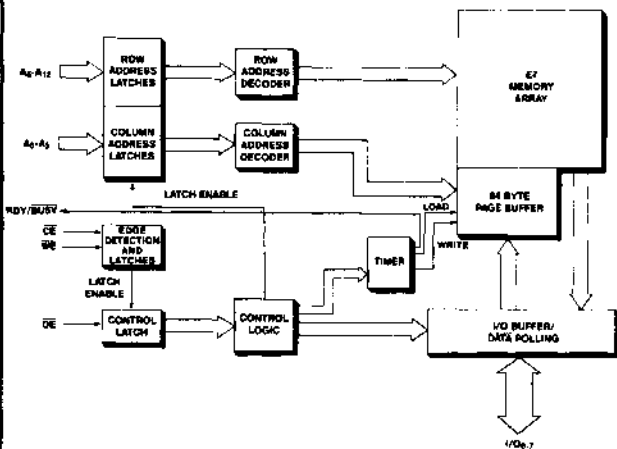 A6-A12
ROW
ADDRESS
LATCHES
ROW
ADDRESS
DECODER
E2
MEMORY
ARRAY
A0-A5
COLUMN
ADDRESS
LATCHES
COLUMN
ADDRESS
DECODER
64 BYTE
PAGE BUFFER
LATCH ENABLE
RDY/BUSY
LOAD
WRITE
CE
WE
EDGE
DETECTION
AND
LATCHES
TIMER
LATCH
ENABLE
OE
CONTROL
LATCH
CONTROL
LOGIC
I/O BUFFER/
DATA POLLING
I/O0-7